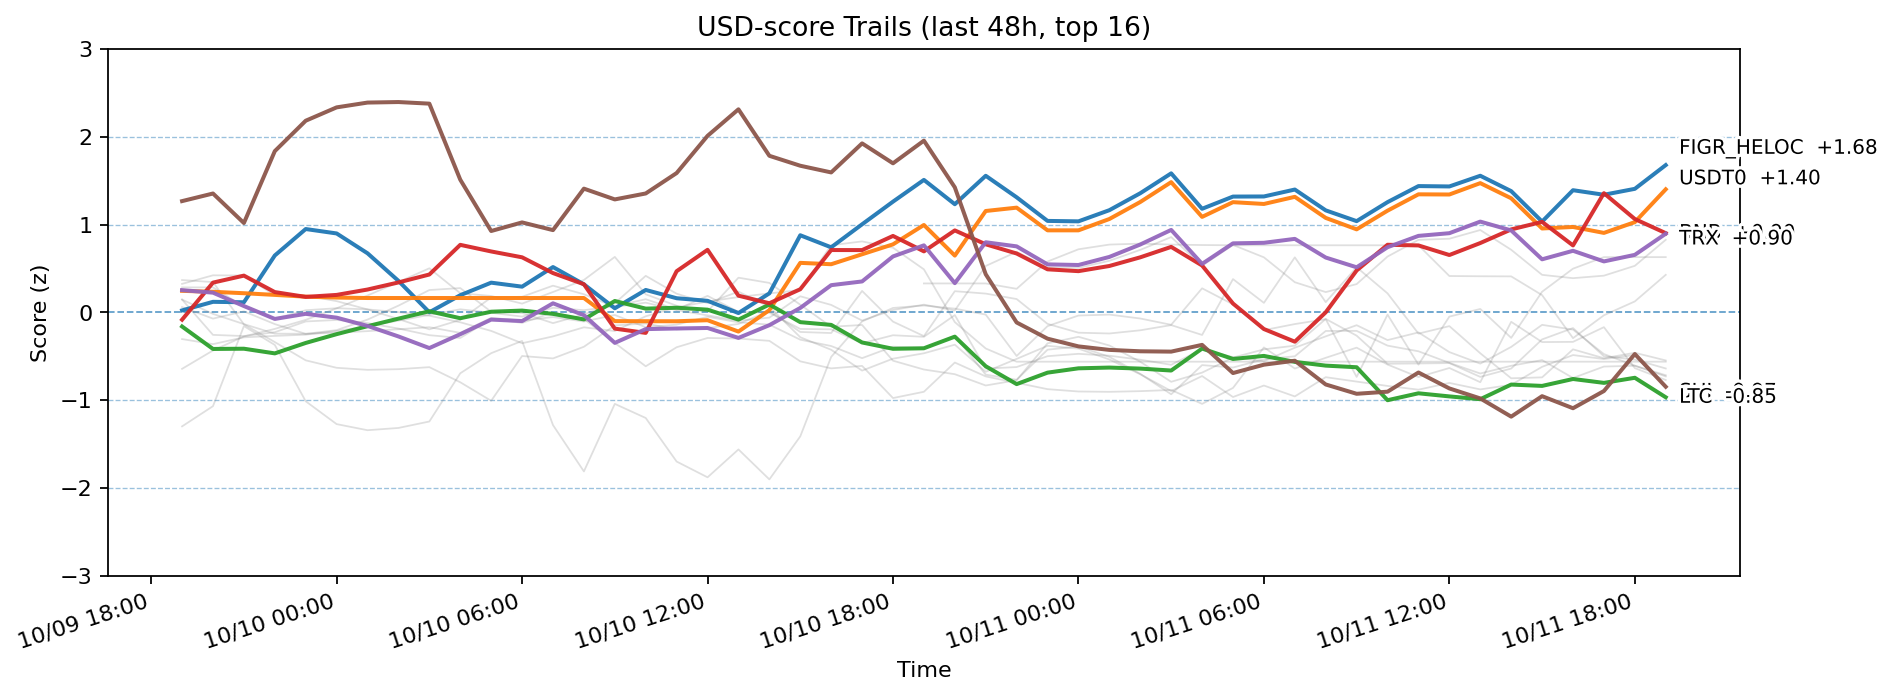 USD-score Trails (last 48h, top 16)
3
2
1
0
−1
−2
−3
Score (z)
FIGR_HELOC +1.68
USDT0 +1.40
TRX +0.90
LTC -0.85
10/09 18:00
10/10 00:00
10/10 06:00
10/10 12:00
10/10 18:00
10/11 00:00
10/11 06:00
10/11 12:00
10/11 18:00
Time